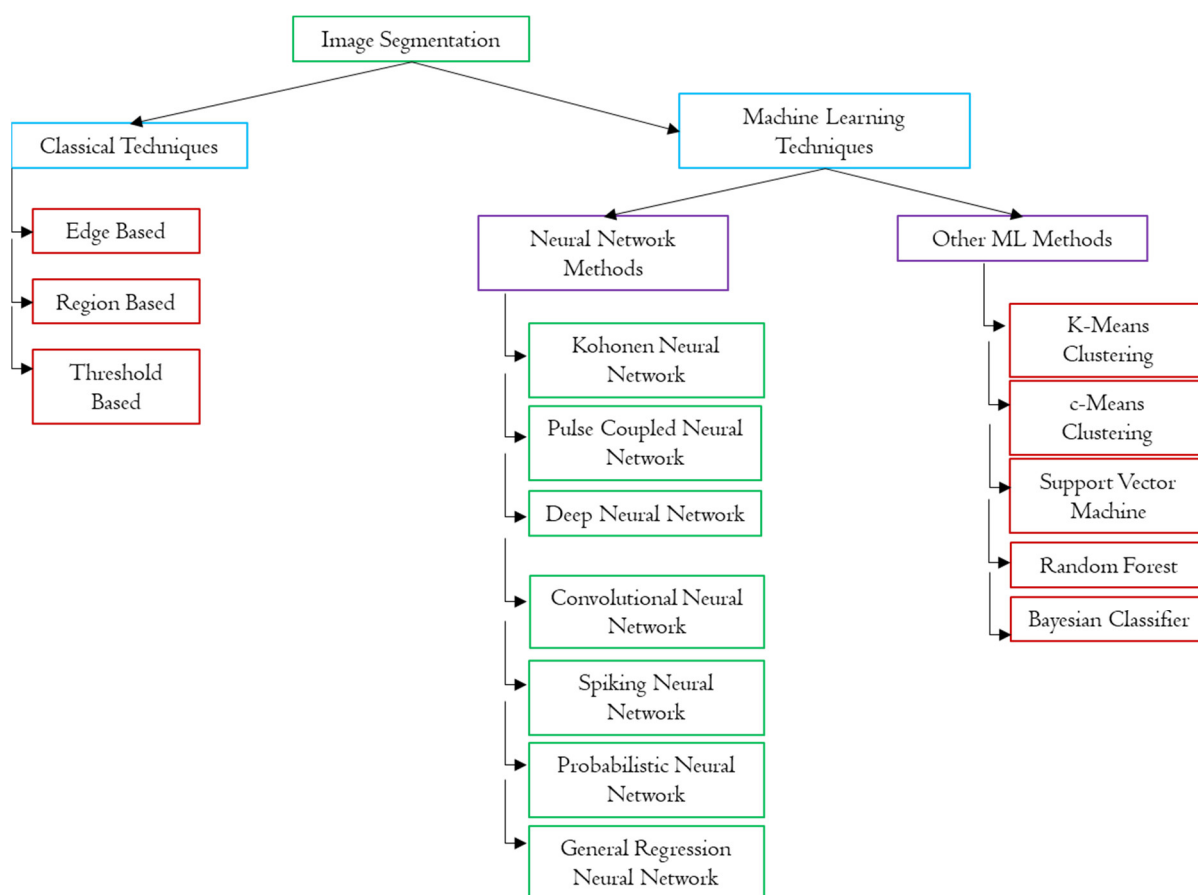 Image Segmentation
Classical Techniques
Machine Learning
Techniques
Edge Based
Region Based
Threshold
Based
Neural Network
Methods
Kohonen Neural
Network
Pulse Coupled Neural
Network
Deep Neural Network
Convolutional Neural
Network
Spiking Neural
Network
Probabilistic Neural
Network
General Regression
Neural Network
Other ML Methods
K-Means
Clustering
c-Means
Clustering
Support Vector
Machine
Random Forest
Bayesian Classifier